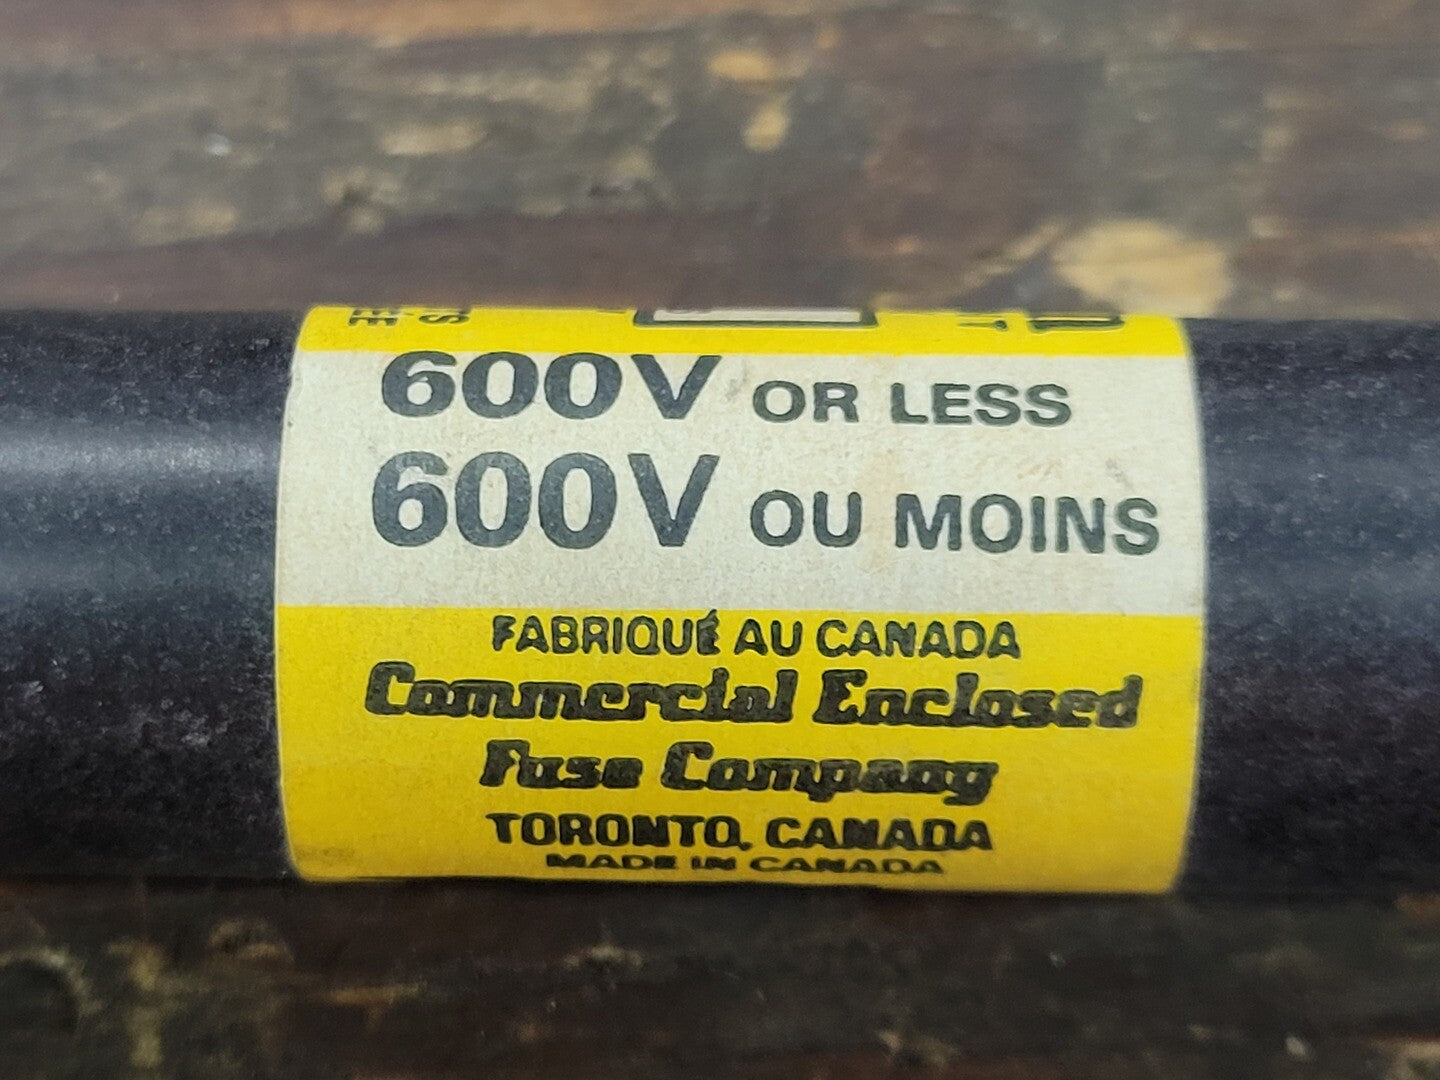 600V OR LESS
600V OU MOINS
FABRIQUÉ AU CANADA
Commercial Enclosed
Fuse Company
TORONTO, CANADA
MADE IN CANADA